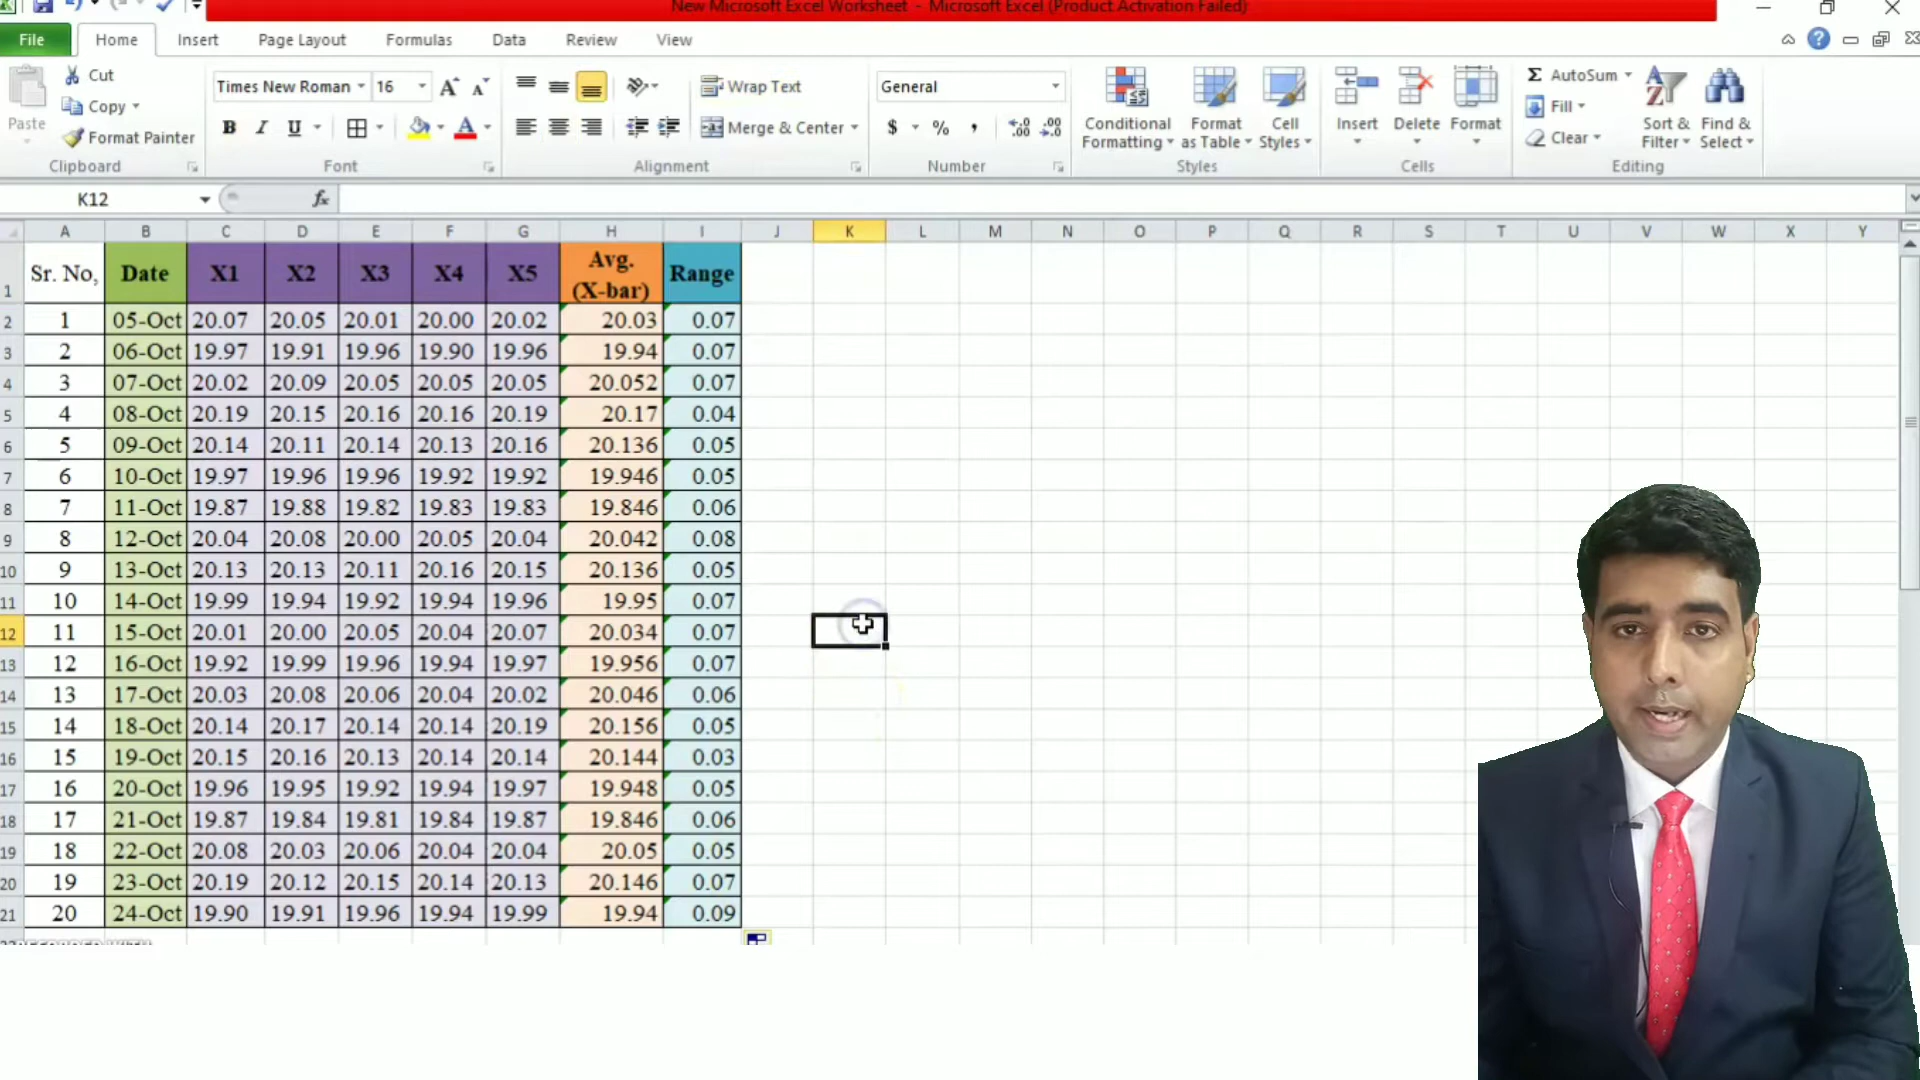 New Microsoft Excel Worksheet - Microsoft Excel (Product Activation Failed)
File Home Insert Page Layout Formulas Data Review View
Paste
Cut
Copy
Format Painter
Clipboard
Times New Roman 16
B I U
Font
Wrap Text
Merge & Center
Alignment
General
$ % ,
Number
Conditional Formatting
Format as Table
Cell Styles
Styles
Insert
Delete
Format
Cells
Σ AutoSum
Fill
Clear
Sort & Filter
Find & Select
Editing
K12 fx
A B C D E F G H I J K L M N O P Q R S T U V W X Y
1 Sr. No, Date X1 X2 X3 X4 X5 Avg. (X-bar) Range
2 1 05-Oct 20.07 20.05 20.01 20.00 20.02 20.03 0.07
3 2 06-Oct 19.97 19.91 19.96 19.90 19.96 19.94 0.07
4 3 07-Oct 20.02 20.09 20.05 20.05 20.05 20.052 0.07
5 4 08-Oct 20.19 20.15 20.16 20.16 20.19 20.17 0.04
6 5 09-Oct 20.14 20.11 20.14 20.13 20.16 20.136 0.05
7 6 10-Oct 19.97 19.96 19.96 19.92 19.92 19.946 0.05
8 7 11-Oct 19.87 19.88 19.82 19.83 19.83 19.846 0.06
9 8 12-Oct 20.04 20.08 20.00 20.05 20.04 20.042 0.08
10 9 13-Oct 20.13 20.13 20.11 20.16 20.15 20.136 0.05
11 10 14-Oct 19.99 19.94 19.92 19.94 19.96 19.95 0.07
12 11 15-Oct 20.01 20.00 20.05 20.04 20.07 20.034 0.07
13 12 16-Oct 19.92 19.99 19.96 19.94 19.97 19.956 0.07
14 13 17-Oct 20.03 20.08 20.06 20.04 20.02 20.046 0.06
15 14 18-Oct 20.14 20.17 20.14 20.14 20.19 20.156 0.05
16 15 19-Oct 20.15 20.16 20.13 20.14 20.14 20.144 0.03
17 16 20-Oct 19.96 19.95 19.92 19.94 19.97 19.948 0.05
18 17 21-Oct 19.87 19.84 19.81 19.84 19.87 19.846 0.06
19 18 22-Oct 20.08 20.03 20.06 20.04 20.04 20.05 0.05
20 19 23-Oct 20.19 20.12 20.15 20.14 20.13 20.146 0.07
21 20 24-Oct 19.90 19.91 19.96 19.94 19.99 19.94 0.09